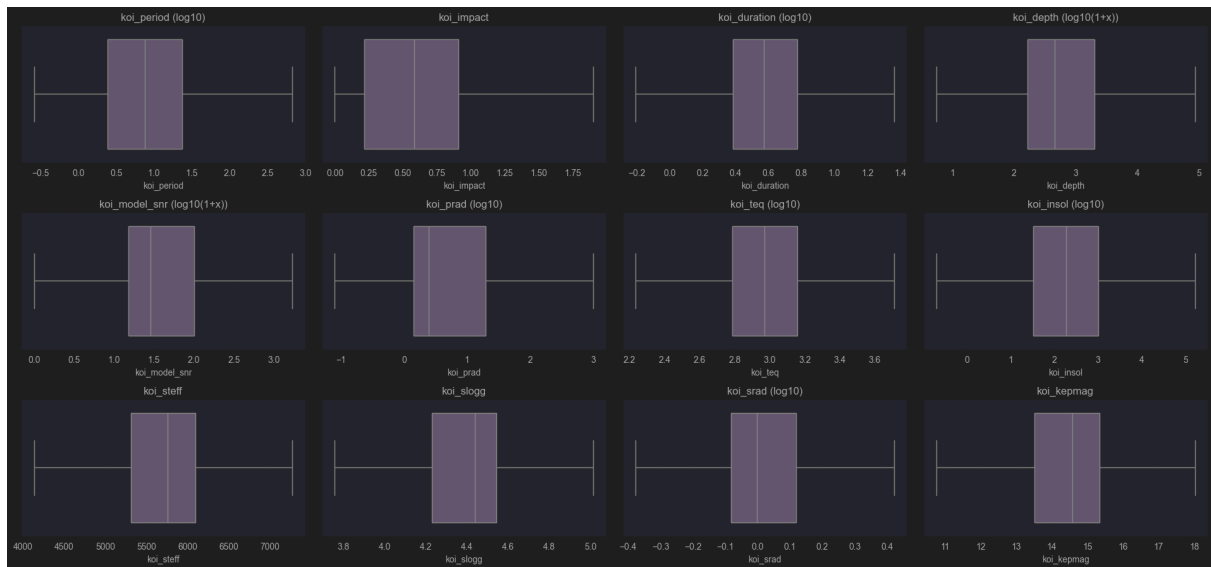 koi_period (log10) koi_impact koi_duration (log10) koi_depth (log10(1+x))
−0.5 0.0 0.5 1.0 1.5 2.0 2.5 3.0 0.00 0.25 0.50 0.75 1.00 1.25 1.50 1.75 −0.2 0.0 0.2 0.4 0.6 0.8 1.0 1.2 1.4 1 2 3 4 5
koi_period koi_impact koi_duration koi_depth
koi_model_snr (log10(1+x)) koi_prad (log10) koi_teq (log10) koi_insol (log10)
0.0 0.5 1.0 1.5 2.0 2.5 3.0 −1 0 1 2 3 2.2 2.4 2.6 2.8 3.0 3.2 3.4 3.6 0 1 2 3 4 5
koi_model_snr koi_prad koi_teq koi_insol
koi_steff koi_slogg koi_srad (log10) koi_kepmag
4000 4500 5000 5500 6000 6500 7000 3.8 4.0 4.2 4.4 4.6 4.8 5.0 −0.4 −0.3 −0.2 −0.1 0.0 0.1 0.2 0.3 0.4 11 12 13 14 15 16 17 18
koi_steff koi_slogg koi_srad koi_kepmag